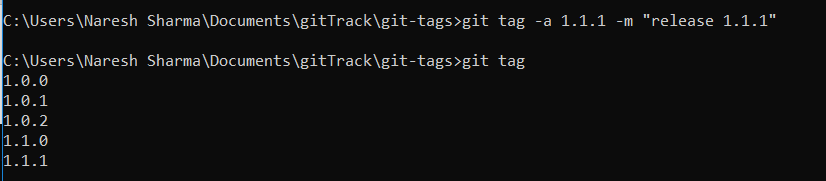 C:\Users\Naresh Sharma\Documents\gitTrack\git-tags>git tag -a 1.1.1 -m "release 1.1.1"
C:\Users\Naresh Sharma\Documents\gitTrack\git-tags>git tag
1.0.0
1.0.1
1.0.2
1.1.0
1.1.1